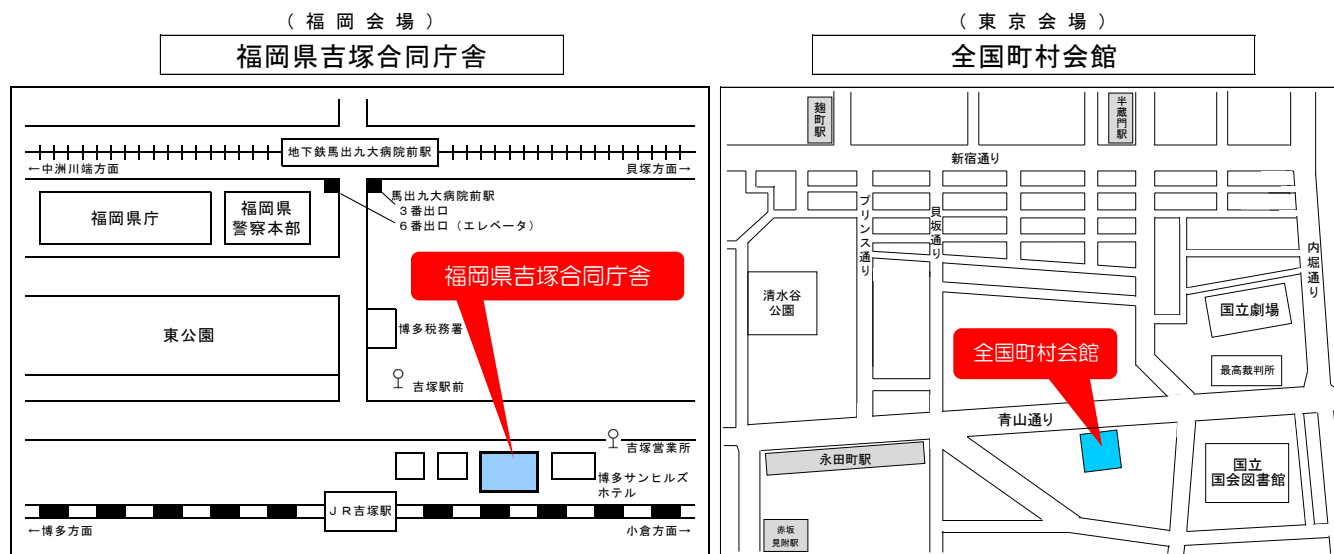 （福岡会場）
福岡県吉塚合同庁舎
地下鉄馬出九大病院前駅
←中洲川端方面
貝塚方面→
馬出九大病院前駅
３番出口
６番出口（エレベータ）
福岡県庁
福岡県
警察本部
福岡県吉塚合同庁舎
東公園
博多税務署
吉塚駅前
吉塚営業所
博多サンヒルズ
ホテル
ＪＲ吉塚駅
←博多方面
小倉方面→
（東京会場）
全国町村会館
麹町駅
半蔵門駅
新宿通り
プリンス通り
貝坂通り
内堀通り
清水谷
公園
国立劇場
全国町村会館
最高裁判所
青山通り
永田町駅
国立
国会図書館
赤坂
見附駅